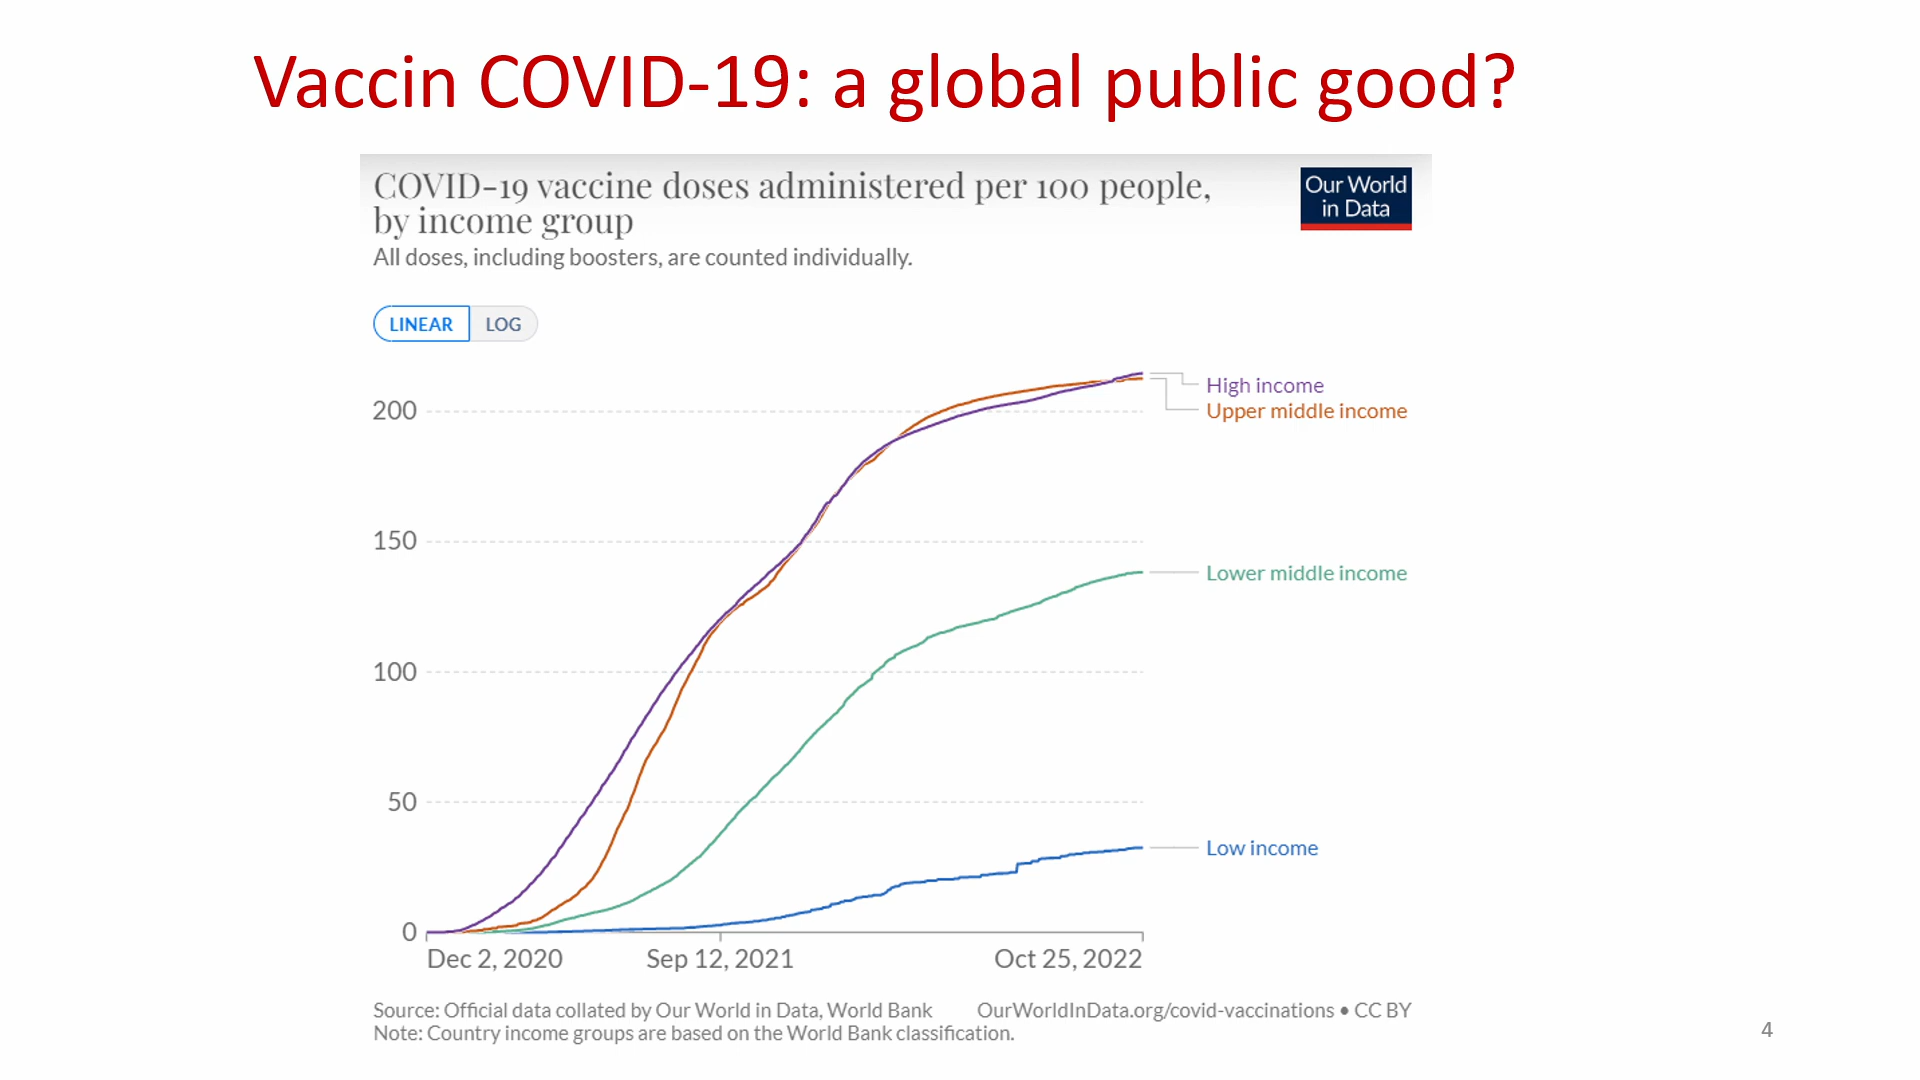 Vaccin COVID-19: a global public good?
COVID-19 vaccine doses administered per 100 people,
by income group
Our World
in Data
All doses, including boosters, are counted individually.
LINEAR LOG
High income
200
Upper middle income
150
Lower middle income
100
50
Low income
0
Dec 2, 2020 Sep 12, 2021 Oct 25, 2022
Source: Official data collated by Our World in Data, World Bank OurWorldInData.org/covid-vaccinations • CC BY
Note: Country income groups are based on the World Bank classification.
4